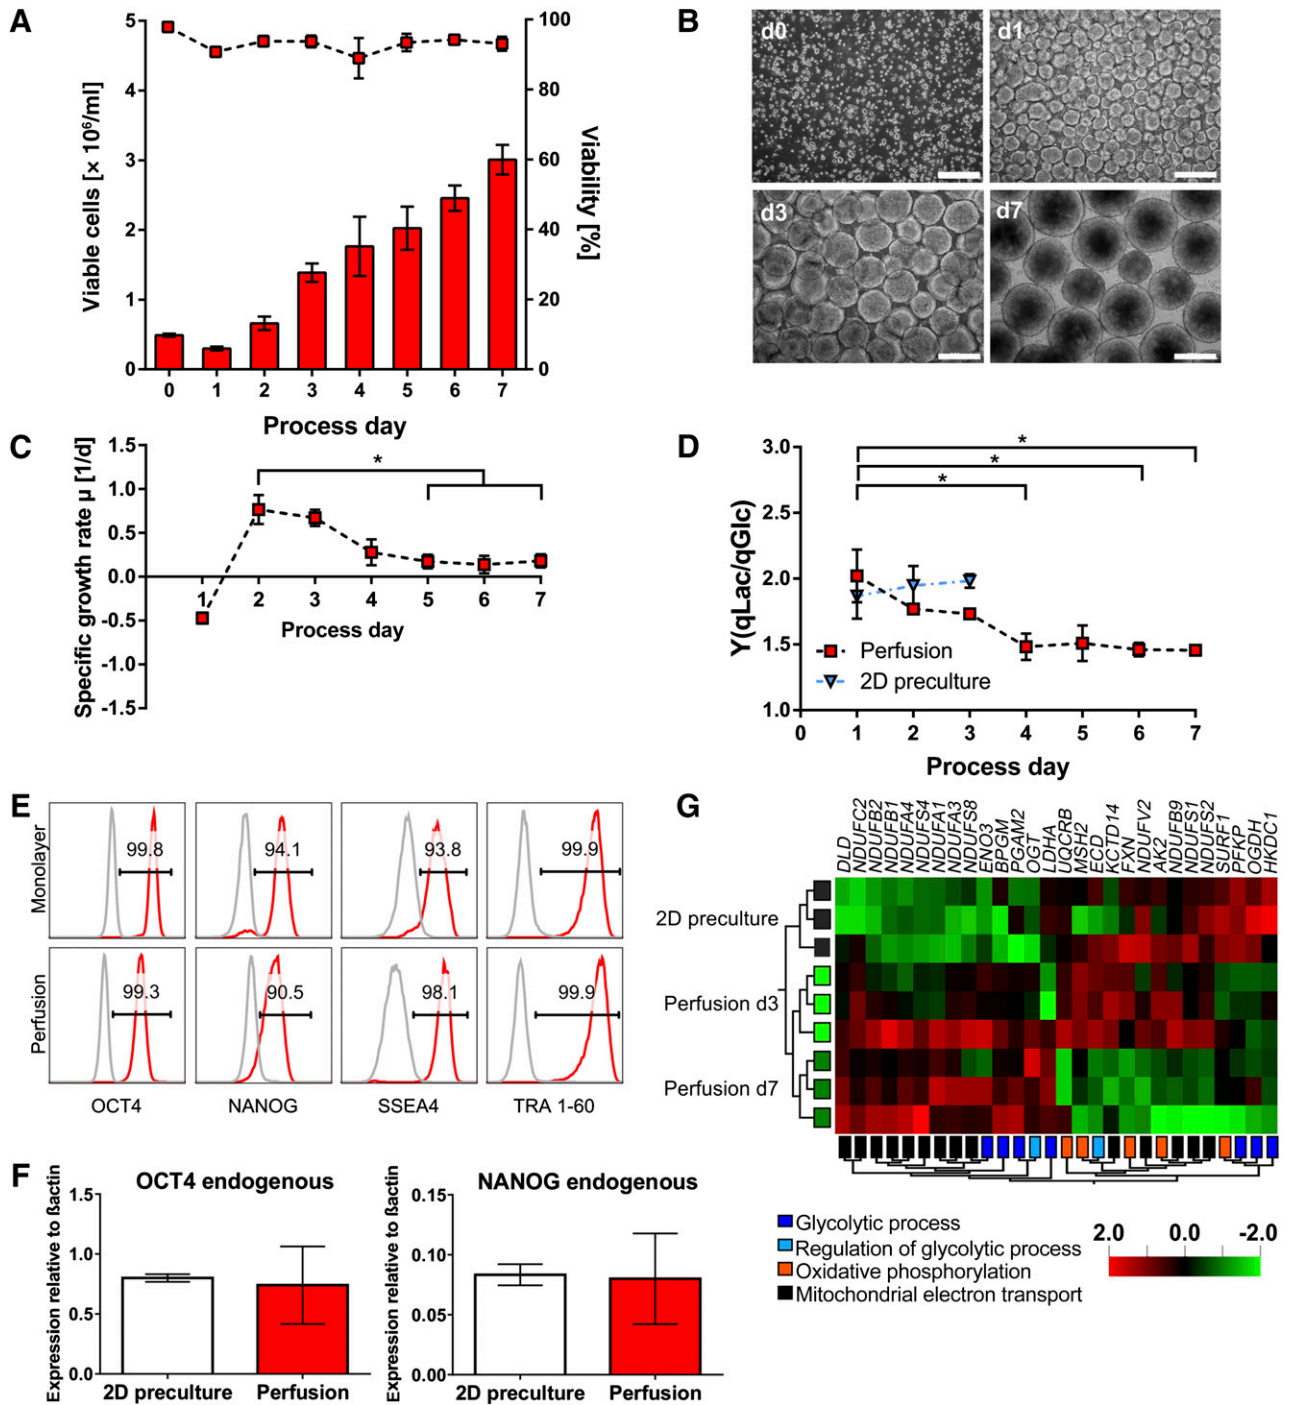 A
Viable cells [× 10⁶/ml]
5
4
3
2
1
0
100
80
60
40
20
0
Viability [%]
0 1 2 3 4 5 6 7
Process day
B
d0
d1
d3
d7
C
Specific growth rate μ [1/d]
1.5
1.0
0.5
0.0
-0.5
-1.0
-1.5
*
1 2 3 4 5 6 7
Process day
D
Y(qLac/qGlc)
3.0
2.5
2.0
1.5
1.0
*
*
*
Perfusion
2D preculture
0 1 2 3 4 5 6 7
Process day
E
Monolayer
99.8
94.1
93.8
99.9
Perfusion
99.3
90.5
98.1
99.9
OCT4
NANOG
SSEA4
TRA 1-60
F
OCT4 endogenous
Expression relative to ßactin
1.5
1.0
0.5
0.0
2D preculture
Perfusion
NANOG endogenous
Expression relative to ßactin
0.15
0.10
0.05
0.00
2D preculture
Perfusion
G
DLD
NDUFC2
NDUFB2
NDUFB1
NDUFA4
NDUFS4
NDUFA1
NDUFA3
NDUFS8
ENO3
BPGM
PGAM2
OGT
LDHA
UQCRB
MSH2
ECD
KCTD14
FXN
NDUFV2
AK2
NDUFB9
NDUFS1
NDUFS2
SURF1
PFKP
OGDH
HKDC1
2D preculture
Perfusion d3
Perfusion d7
Glycolytic process
Regulation of glycolytic process
Oxidative phosphorylation
Mitochondrial electron transport
2.0 0.0 -2.0